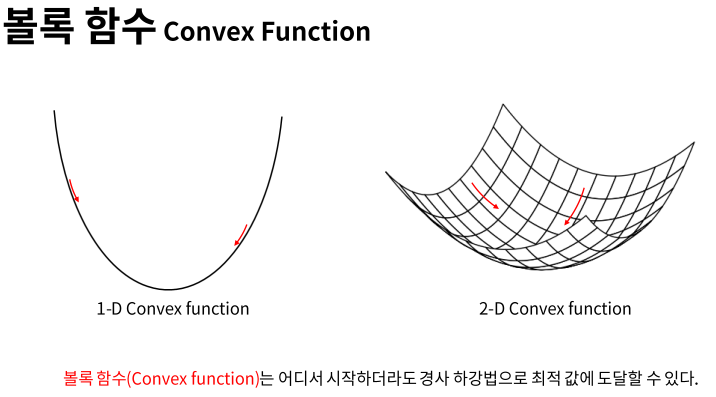 볼록 함수 Convex Function
1-D Convex function
2-D Convex function
볼록 함수(Convex function)는 어디서 시작하더라도 경사 하강법으로 최적 값에 도달할 수 있다.